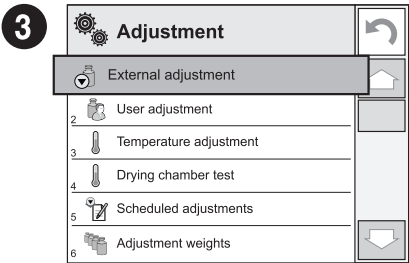 3
Adjustment
External adjustment
2 User adjustment
3 Temperature adjustment
4 Drying chamber test
5 Scheduled adjustments
6 Adjustment weights